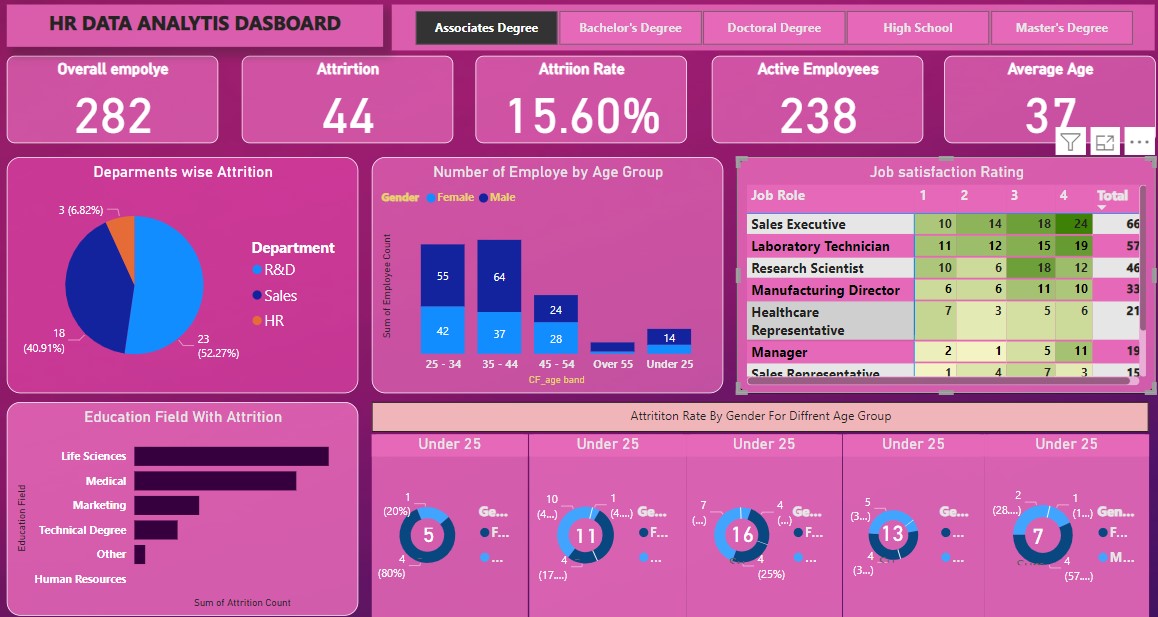 HR DATA ANALYTIS DASBOARD
Associates Degree
Bachelor's Degree
Doctoral Degree
High School
Master's Degree
Overall empolye
282
Attrirtion
44
Attriion Rate
15.60%
Active Employees
238
Average Age
37
Deparments wise Attrition
3 (6.82%)
18
(40.91%)
23
(52.27%)
Department
R&D
Sales
HR
Number of Employe by Age Group
Gender Female Male
Sum of Employee Count
55 64 24 14
42 37 28
25 - 34 35 - 44 45 - 54 Over 55 Under 25
CF_age band
Job satisfaction Rating
Job Role 1 2 3 4 Total
Sales Executive 10 14 18 24 66
Laboratory Technician 11 12 15 19 57
Research Scientist 10 6 18 12 46
Manufacturing Director 6 6 11 10 33
Healthcare
Representative 7 3 5 6 21
Manager 2 1 5 11 19
Sales Representative 1 4 7 3 15
Education Field With Attrition
Education Field
Life Sciences
Medical
Marketing
Technical Degree
Other
Human Resources
Sum of Attrition Count
Attrititon Rate By Gender For Diffrent Age Group
Under 25
1
(20%)
5
4
(80%)
Ge...
F...
...
Under 25
10
(4...)
1
(4....)
11
4
(17....)
Ge...
F...
...
Under 25
7
(...)
4
(...)
16
4
(25%)
Ge...
F...
...
Under 25
5
(3...)
13
4
(3...)
Ge...
...
...
Under 25
2
(28....)
1
(1...)
7
4
(57....)
Gen...
F...
M...